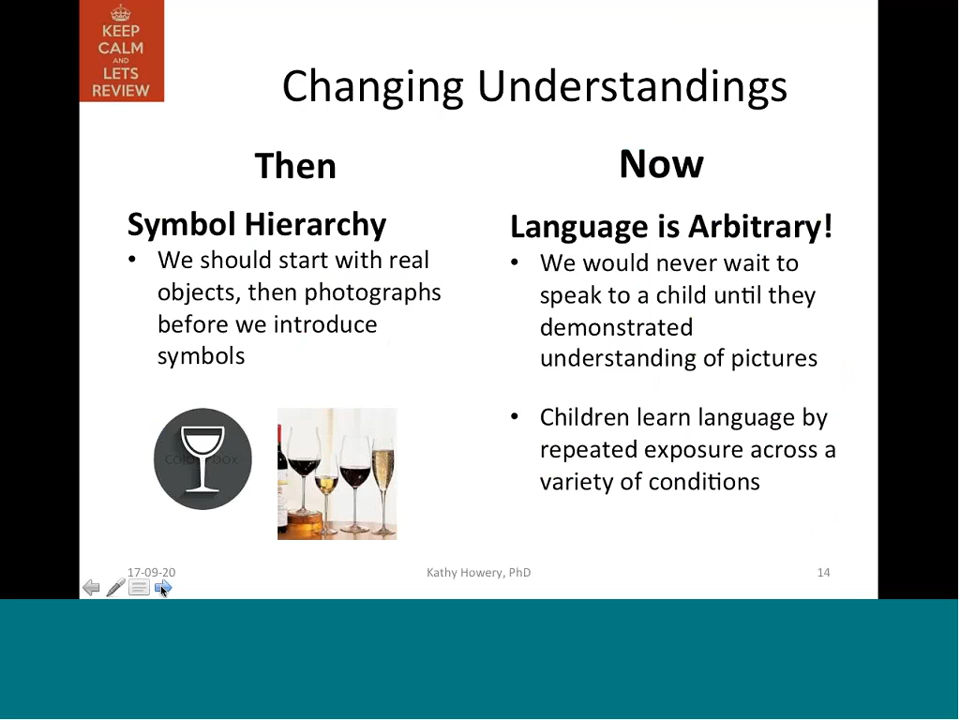 KEEP
CALM
AND
LETS
REVIEW
Changing Understandings
Then
Symbol Hierarchy
• We should start with real
objects, then photographs
before we introduce
symbols
Now
Language is Arbitrary!
• We would never wait to
speak to a child until they
demonstrated
understanding of pictures
• Children learn language by
repeated exposure across a
variety of conditions
17-09-20
Kathy Howery, PhD
14